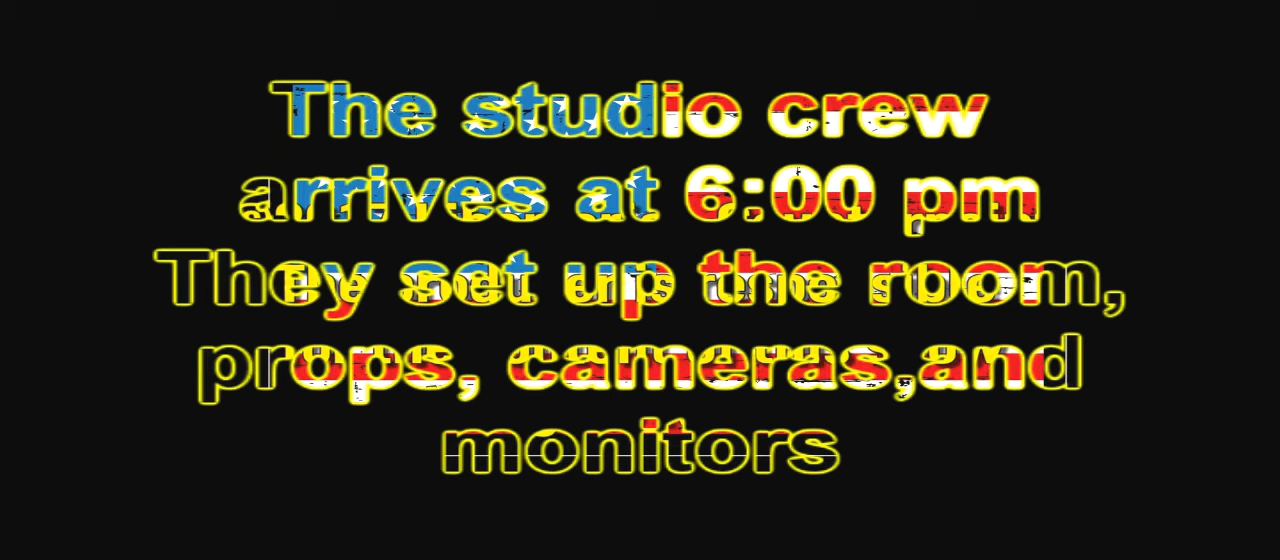 The studio crew
arrives at 6:00 pm
They set up the room,
props, cameras,and
monitors